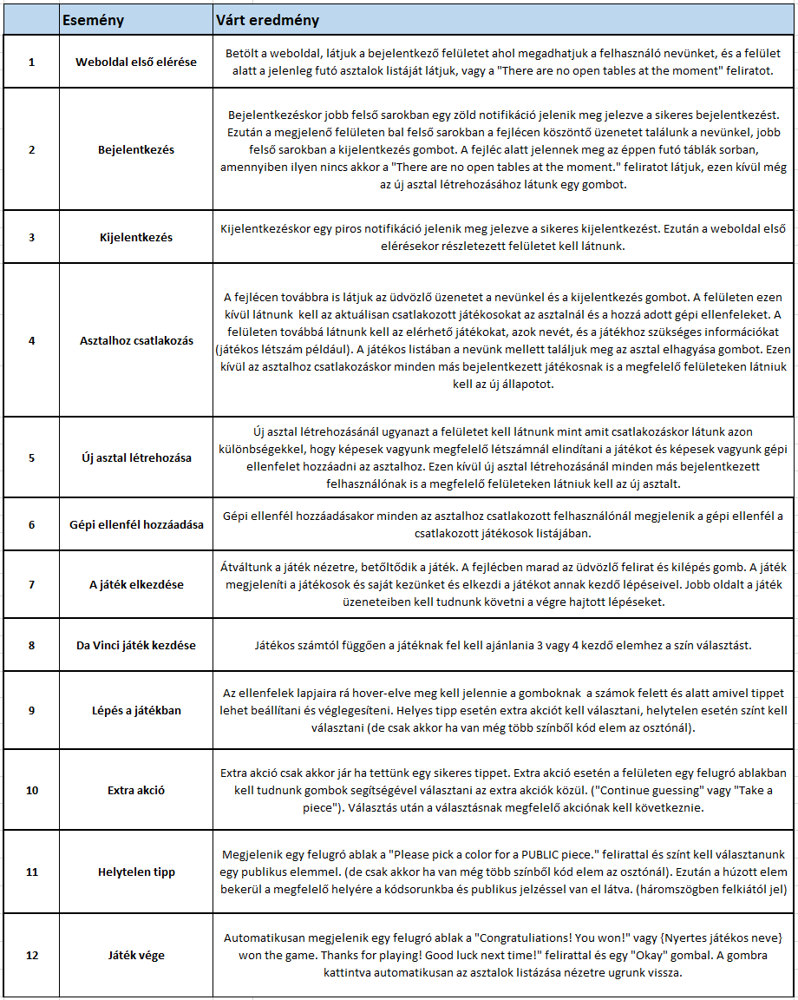 Esemény Várt eredmény
1 Weboldal első elérése
Betölt a weboldal, látjuk a bejelentkező felületet ahol megadhatjuk a felhasználó nevünket, és a felület
alatt a jelenleg futó asztalok listáját látjuk, vagy a "There are no open tables at the moment" feliratot.
2 Bejelentkezés
Bejelentkezéskor jobb felső sarokban egy zöld notifikáció jelenik meg jelezve a sikeres bejelentkezést.
Ezután a megjelenő felületen bal felső sarokban a fejlécen köszöntő üzenetet találunk a nevünkel, jobb
felső sarokban a kijelentkezés gombot. A fejléc alatt jelennek meg az éppen futó táblák sorban,
amennyiben ilyen nincs akkor a "There are no open tables at the moment." feliratot látjuk, ezen kívül még
az új asztal létrehozásához látunk egy gombot.
3 Kijelentkezés
Kijelentkezéskor egy piros notifikáció jelenik meg jelezve a sikeres kijelentkezést. Ezután a weboldal első
elérésekor részletezett felületet kell látnunk.
4 Asztalhoz csatlakozás
A fejlécen továbbra is látjuk az üdvözlő üzenetet a nevünkel és a kijelentkezés gombot. A felületen ezen
kívül látnunk kell az aktuálisan csatlakozott játékosokat az asztalnál és a hozzá adott gépi ellenfeleket. A
felületen továbbá látnunk kell az elérhető játékokat, azok nevét, és a játékhoz szükséges információkat
(játékos létszám például). A játékos listában a nevünk mellett találjuk meg az asztal elhagyása gombot. Ezen
kívül az asztalhoz csatlakozáskor minden más bejelentkezett játékosnak is a megfelelő felületeken látniuk
kell az új állapotot.
5 Új asztal létrehozása
Új asztal létrehozásánál ugyanazt a felületet kell látnunk mint amit csatlakozáskor látunk azon
különbségekkel, hogy képesek vagyunk megfelelő létszámnál elindítani a játékot és képesek vagyunk gépi
ellenfelet hozzáadni az asztalhoz. Ezen kívül új asztal létrehozásánál minden más bejelentkezett
felhasználónak is a megfelelő felületeken látniuk kell az új asztalt.
6 Gépi ellenfél hozzáadása
Gépi ellenfél hozzáadásakor minden az asztalhoz csatlakozott felhasználónál megjelenik a gépi ellenfél a
csatlakozott játékosok listájában.
7 A játék elkezdése
Átváltunk a játék nézetre, betőltődik a játék. A fejlécben marad az üdvözlő felirat és kilépés gomb. A játék
megjeleníti a játékosok és saját kezünket és elkezdi a játékot annak kezdő lépéseivel. Jobb oldalt a játék
üzeneteiben kell tudnunk követni a végre hajtott lépéseket.
8 Da Vinci játék kezdése
Játékos számtól függően a játéknak fel kell ajánlania 3 vagy 4 kezdő elemhez a szín választást.
9 Lépés a játékban
Az ellenfelek lapjaira rá hover-elve meg kell jelennie a gomboknak a számok felett és alatt amivel tippet
lehet beállítani és véglegesíteni. Helyes tipp esetén extra akciót kell választani, helytelen esetén színt kell
választani (de csak akkor ha van még több színből kód elem az osztónál).
10 Extra akció
Extra akció csak akkor jár ha tettünk egy sikeres tippet. Extra akció esetén a felületen egy felugró ablakban
kell tudnunk gombok segítségével választani az extra akciók közül. ("Continue guessing" vagy "Take a
piece"). Választás után a választásnak megfelelő akciónak kell következnie.
11 Helytelen tipp
Megjelenik egy felugró ablak a "Please pick a color for a PUBLIC piece." felirattal és színt kell választanunk
egy publikus elemmel. (de csak akkor ha van még több színből kód elem az osztónál). Ezután a húzott elem
bekerül a megfelelő helyére a kódsorunkba és publikus jelzéssel van el látva. (háromszögben felkiától jel)
12 Játék vége
Automatikusan megjelenik egy felugró ablak a "Congratuliations! You won!" vagy {Nyertes játékos neve}
won the game. Thanks for playing! Good luck next time!" felirattal és egy "Okay" gombal. A gombra
kattintva automatikusan az asztalok listázása nézetre ugrunk vissza.